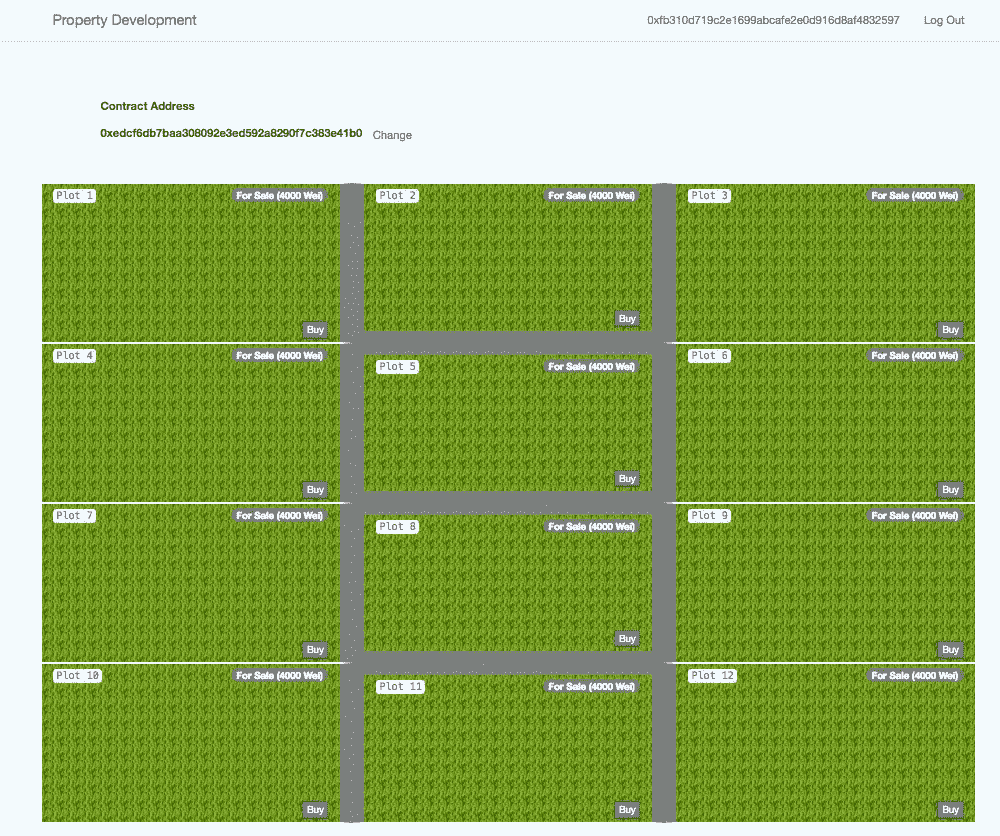 Property Development 0xfb310d719c2e1699abcafe2e0d916d8af4832597 Log Out
Contract Address
0xedcf6db7baa308092e3ed592a8290f7c383e41b0 Change
Plot 1 For Sale (4000 Wei) Plot 2 For Sale (4000 Wei) Plot 3 For Sale (4000 Wei)
Buy Buy Buy
Plot 4 For Sale (4000 Wei) Plot 5 For Sale (4000 Wei) Plot 6 For Sale (4000 Wei)
Buy Buy Buy
Plot 7 For Sale (4000 Wei) Plot 8 For Sale (4000 Wei) Plot 9 For Sale (4000 Wei)
Buy Buy Buy
Plot 10 For Sale (4000 Wei) Plot 11 For Sale (4000 Wei) Plot 12 For Sale (4000 Wei)
Buy Buy Buy